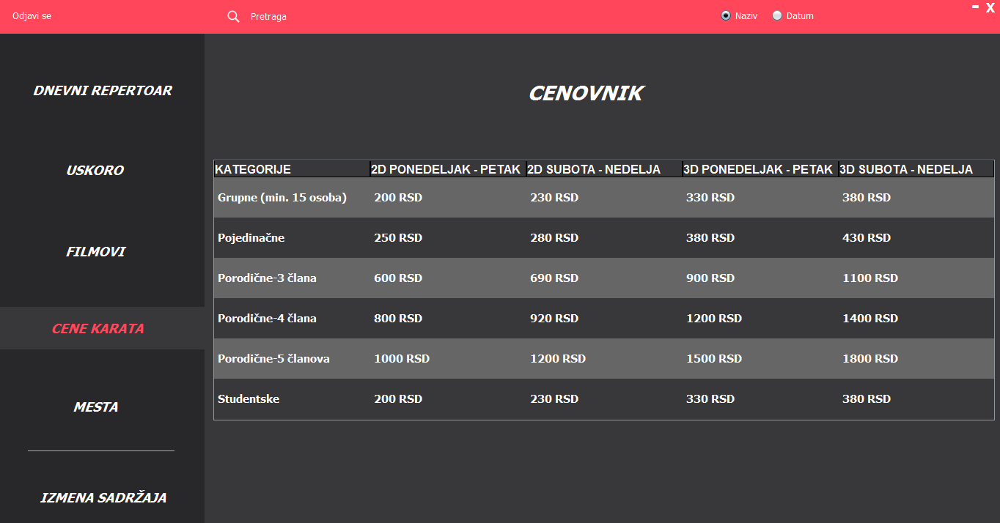 Odjavi se
Pretraga
Naziv
Datum
- X
DNEVNI REPERTOAR
USKORO
FILMOVI
CENE KARATA
MESTA
IZMENA SADRŽAJA
CENOVNIK
KATEGORIJE 2D PONEDELJAK - PETAK 2D SUBOTA - NEDELJA 3D PONEDELJAK - PETAK 3D SUBOTA - NEDELJA
Grupne (min. 15 osoba) 200 RSD 230 RSD 330 RSD 380 RSD
Pojedinačne 250 RSD 280 RSD 380 RSD 430 RSD
Porodične-3 člana 600 RSD 690 RSD 900 RSD 1100 RSD
Porodične-4 člana 800 RSD 920 RSD 1200 RSD 1400 RSD
Porodične-5 članova 1000 RSD 1200 RSD 1500 RSD 1800 RSD
Studentske 200 RSD 230 RSD 330 RSD 380 RSD